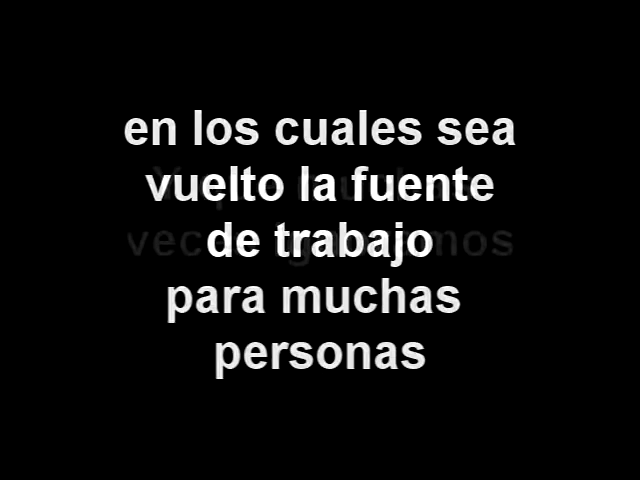 en los cuales sea
vuelto la fuente
de trabajo
para muchas
personas